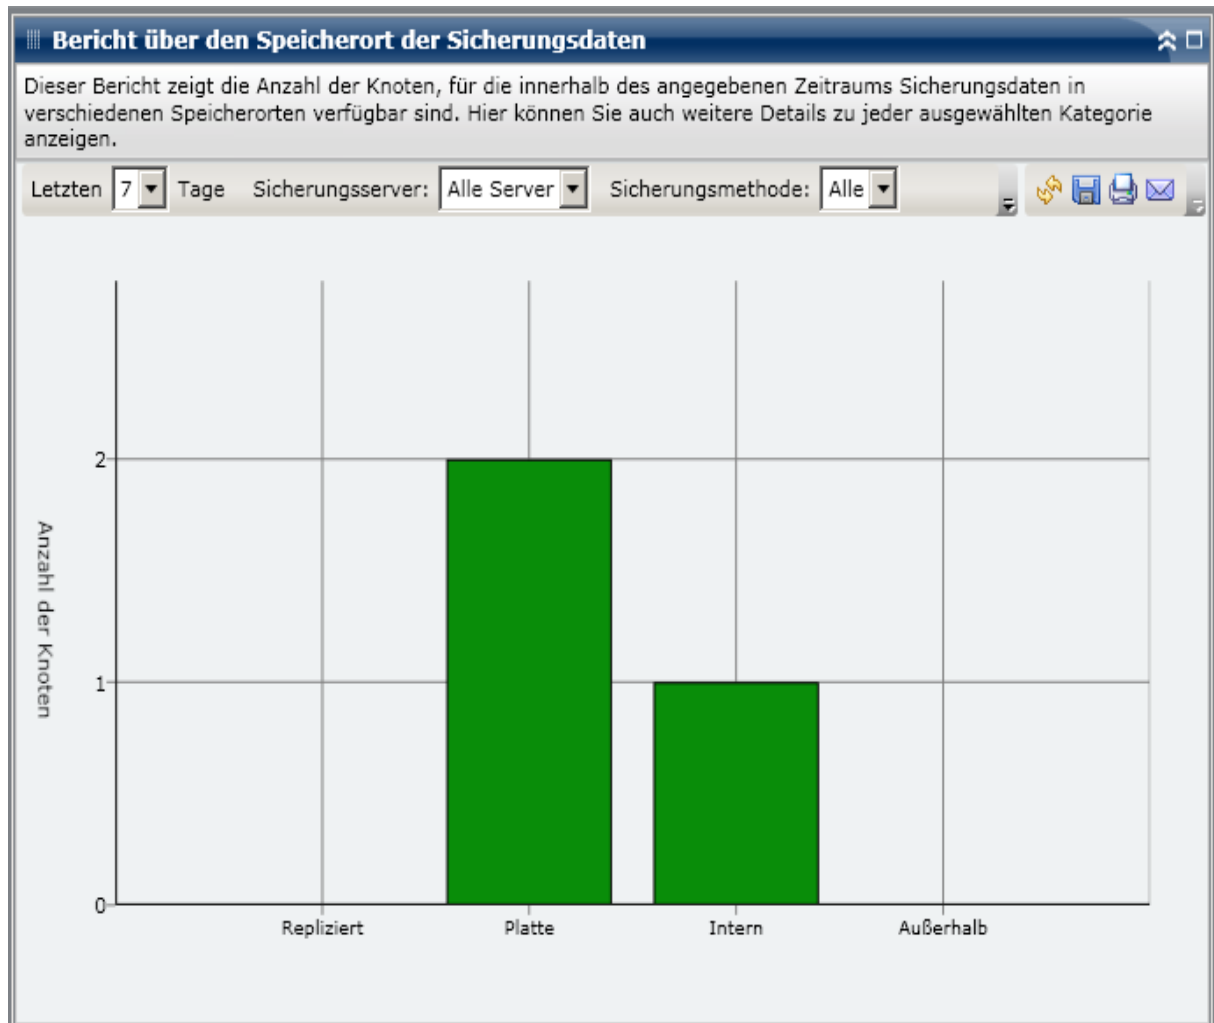 Bericht über den Speicherort der Sicherungsdaten
Dieser Bericht zeigt die Anzahl der Knoten, für die innerhalb des angegebenen Zeitraums Sicherungsdaten in
verschiedenen Speicherorten verfügbar sind. Hier können Sie auch weitere Details zu jeder ausgewählten Kategorie
anzeigen.
Letzten 7 Tage Sicherungsserver: Alle Server Sicherungsmethode: Alle
2
Anzahl der Knoten
1
0
Repliziert Platte Intern Außerhalb